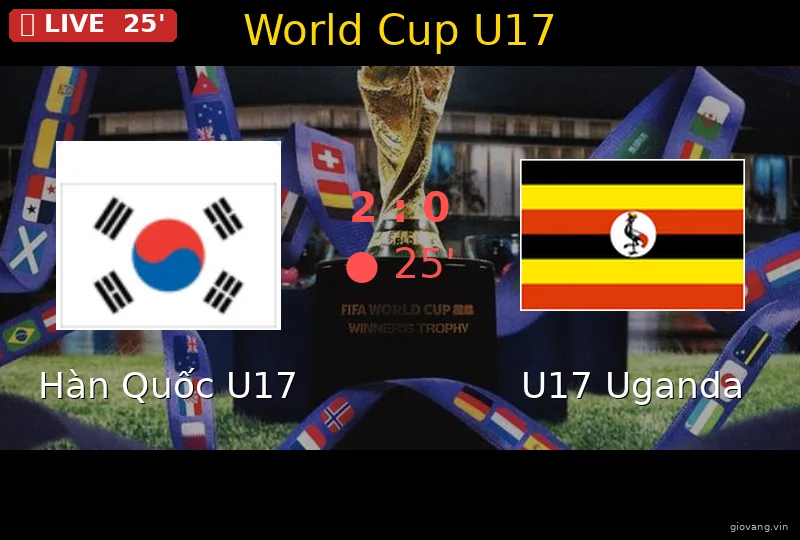 LIVE 25'
World Cup U17
2 : 0
25'
FIFA WORLD CUP 26
WINNER'S TROPHY
Hàn Quốc U17
U17 Uganda
giovang.vin